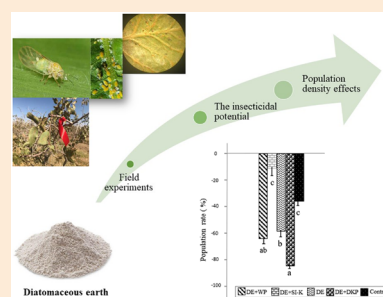 Population
density effects
The insecticidal
potential
Field
experiments
Diatomaceous earth
Population rate (%)
0
-20
-40
-60
-80
-100
ab
c
b
a
c
DE+WP
DE+SI-K
DE
DE+DKP